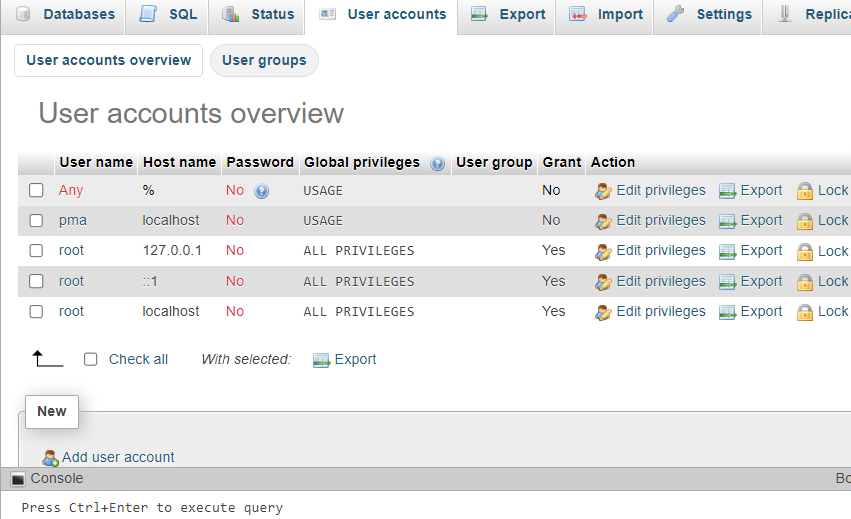 Databases SQL Status User accounts Export Import Settings Replica
User accounts overview User groups
User accounts overview
User name Host name Password Global privileges User group Grant Action
Any % No USAGE No Edit privileges Export Lock
pma localhost No USAGE No Edit privileges Export Lock
root 127.0.0.1 No ALL PRIVILEGES Yes Edit privileges Export Lock
root ::1 No ALL PRIVILEGES Yes Edit privileges Export Lock
root localhost No ALL PRIVILEGES Yes Edit privileges Export Lock
Check all With selected: Export
New
Add user account
Console Bo
Press Ctrl+Enter to execute query